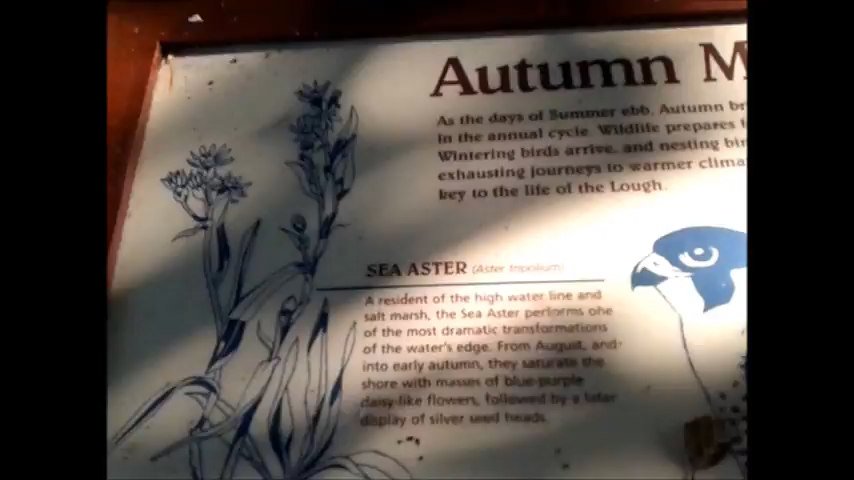 Autumn M
As the days of Summer ebb, Autumn br
in the annual cycle. Wildlife prepares
Wintering birds arrive, and nesting bir
exhausting journeys to warmer clima
key to the life of the Lough.
SEA ASTER (Aster tripolium)
A resident of the high water line and
salt marsh, the Sea Aster performs one
of the most dramatic transformations
of the water's edge. From August, and
into early autumn, they saturate the
shore with masses of blue-purple
daisy-like flowers, followed by a later
display of silver seed heads.